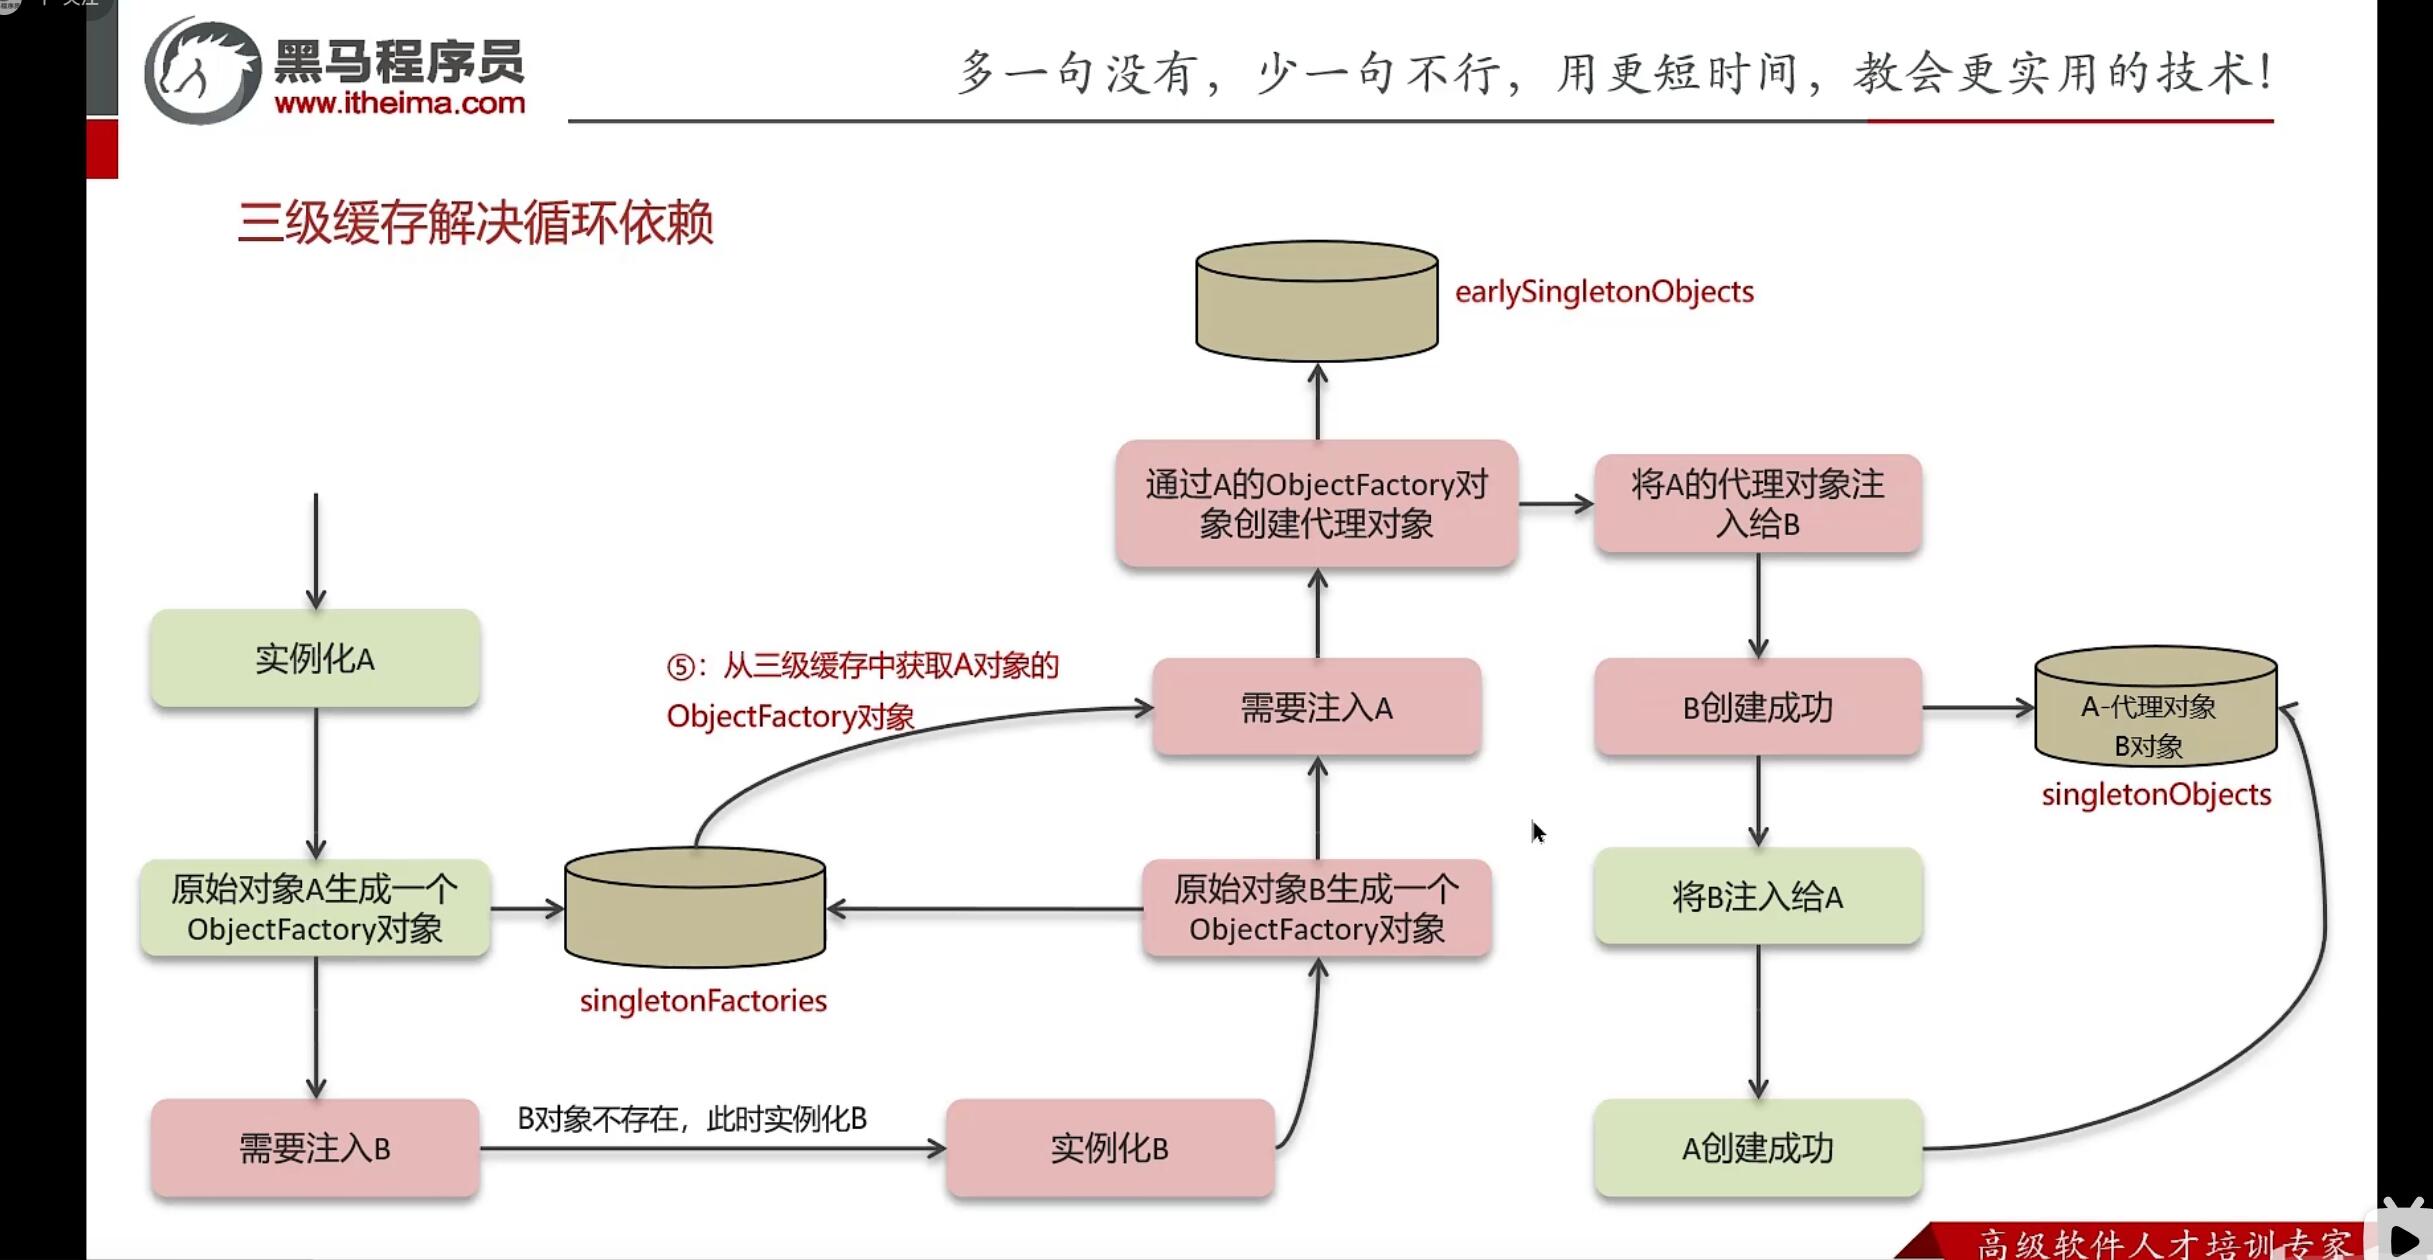 黑马程序员
www.itheima.com
多一句没有，少一句不行，用更短时间，教会更实用的技术！
三级缓存解决循环依赖
earlySingletonObjects
通过A的ObjectFactory对
象创建代理对象
将A的代理对象注
入给B
实例化A
⑤：从三级缓存中获取A对象的
ObjectFactory对象
需要注入A
B创建成功
A-代理对象
B对象
singletonObjects
原始对象A生成一个
ObjectFactory对象
singletonFactories
原始对象B生成一个
ObjectFactory对象
将B注入给A
需要注入B
B对象不存在，此时实例化B
实例化B
A创建成功
高级软件人才培训专家